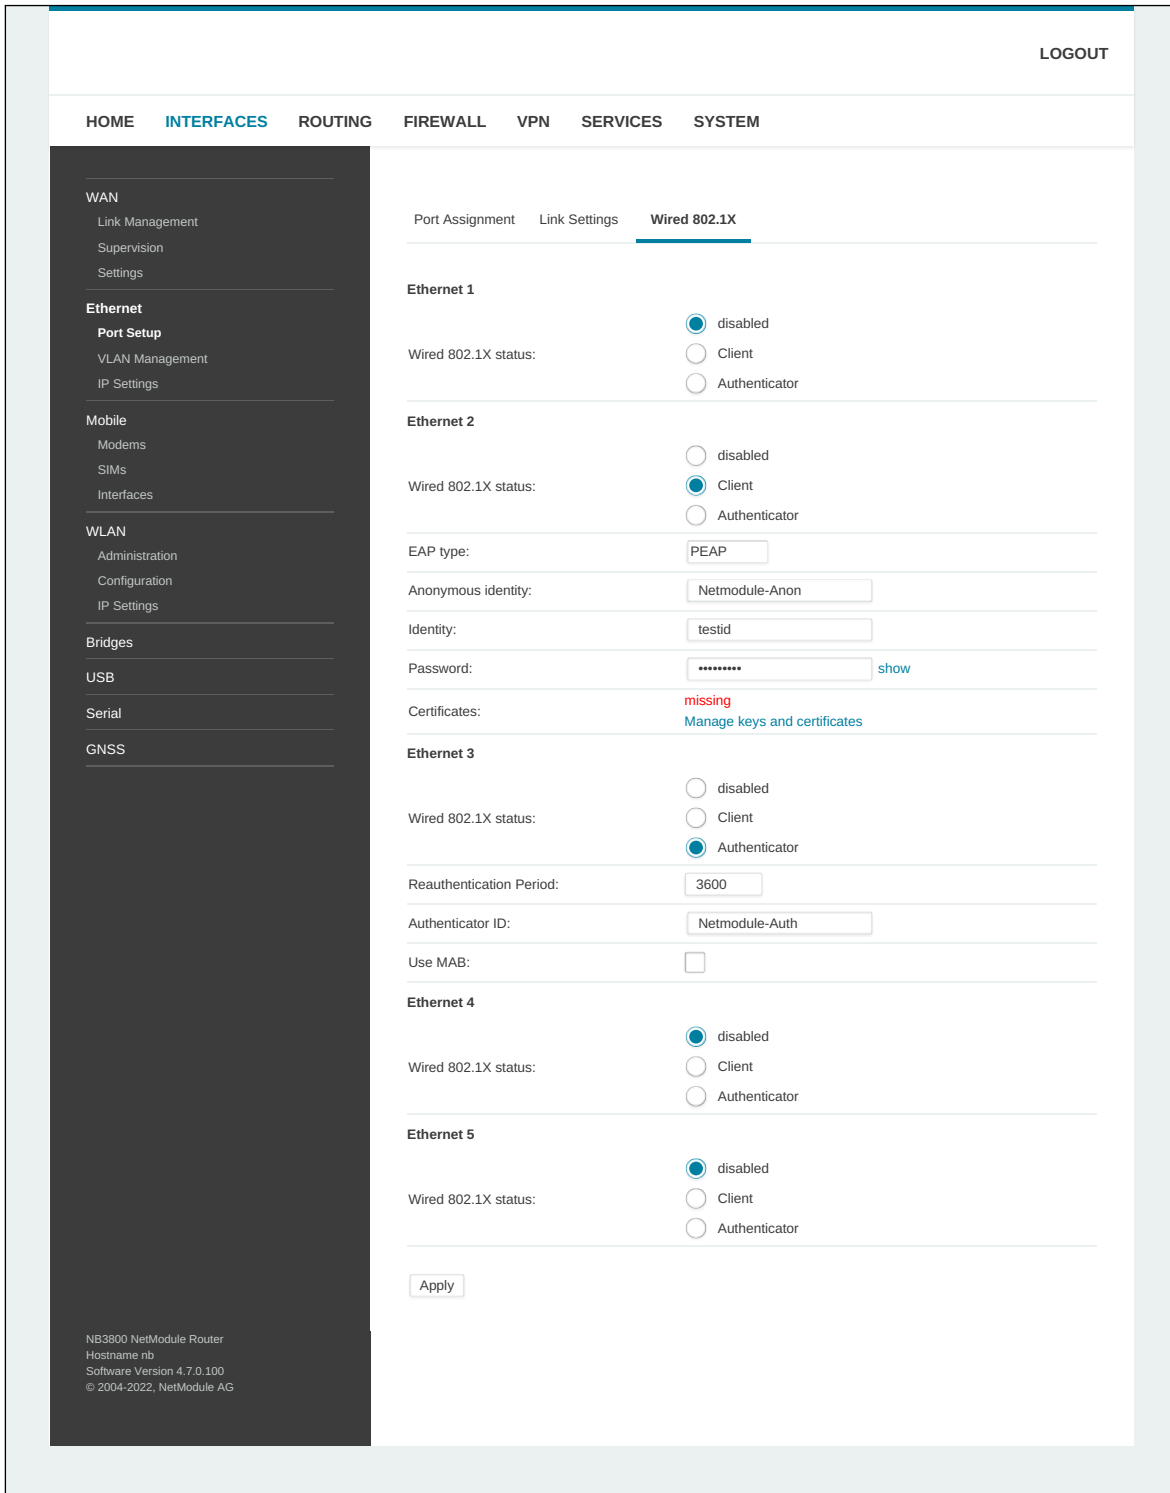 LOGOUT
HOME INTERFACES ROUTING FIREWALL VPN SERVICES SYSTEM
WAN
Link Management
Supervision
Settings
Ethernet
Port Setup
VLAN Management
IP Settings
Mobile
Modems
SIMs
Interfaces
WLAN
Administration
Configuration
IP Settings
Bridges
USB
Serial
GNSS
NB3800 NetModule Router
Hostname nb
Software Version 4.7.0.100
© 2004-2022, NetModule AG
Port Assignment Link Settings Wired 802.1X
Ethernet 1
Wired 802.1X status:
disabled
Client
Authenticator
Ethernet 2
Wired 802.1X status:
disabled
Client
Authenticator
EAP type: PEAP
Anonymous identity: Netmodule-Anon
Identity: testid
Password: ••••••••• show
Certificates:
missing
Manage keys and certificates
Ethernet 3
Wired 802.1X status:
disabled
Client
Authenticator
Reauthentication Period: 3600
Authenticator ID: Netmodule-Auth
Use MAB:
Ethernet 4
Wired 802.1X status:
disabled
Client
Authenticator
Ethernet 5
Wired 802.1X status:
disabled
Client
Authenticator
Apply